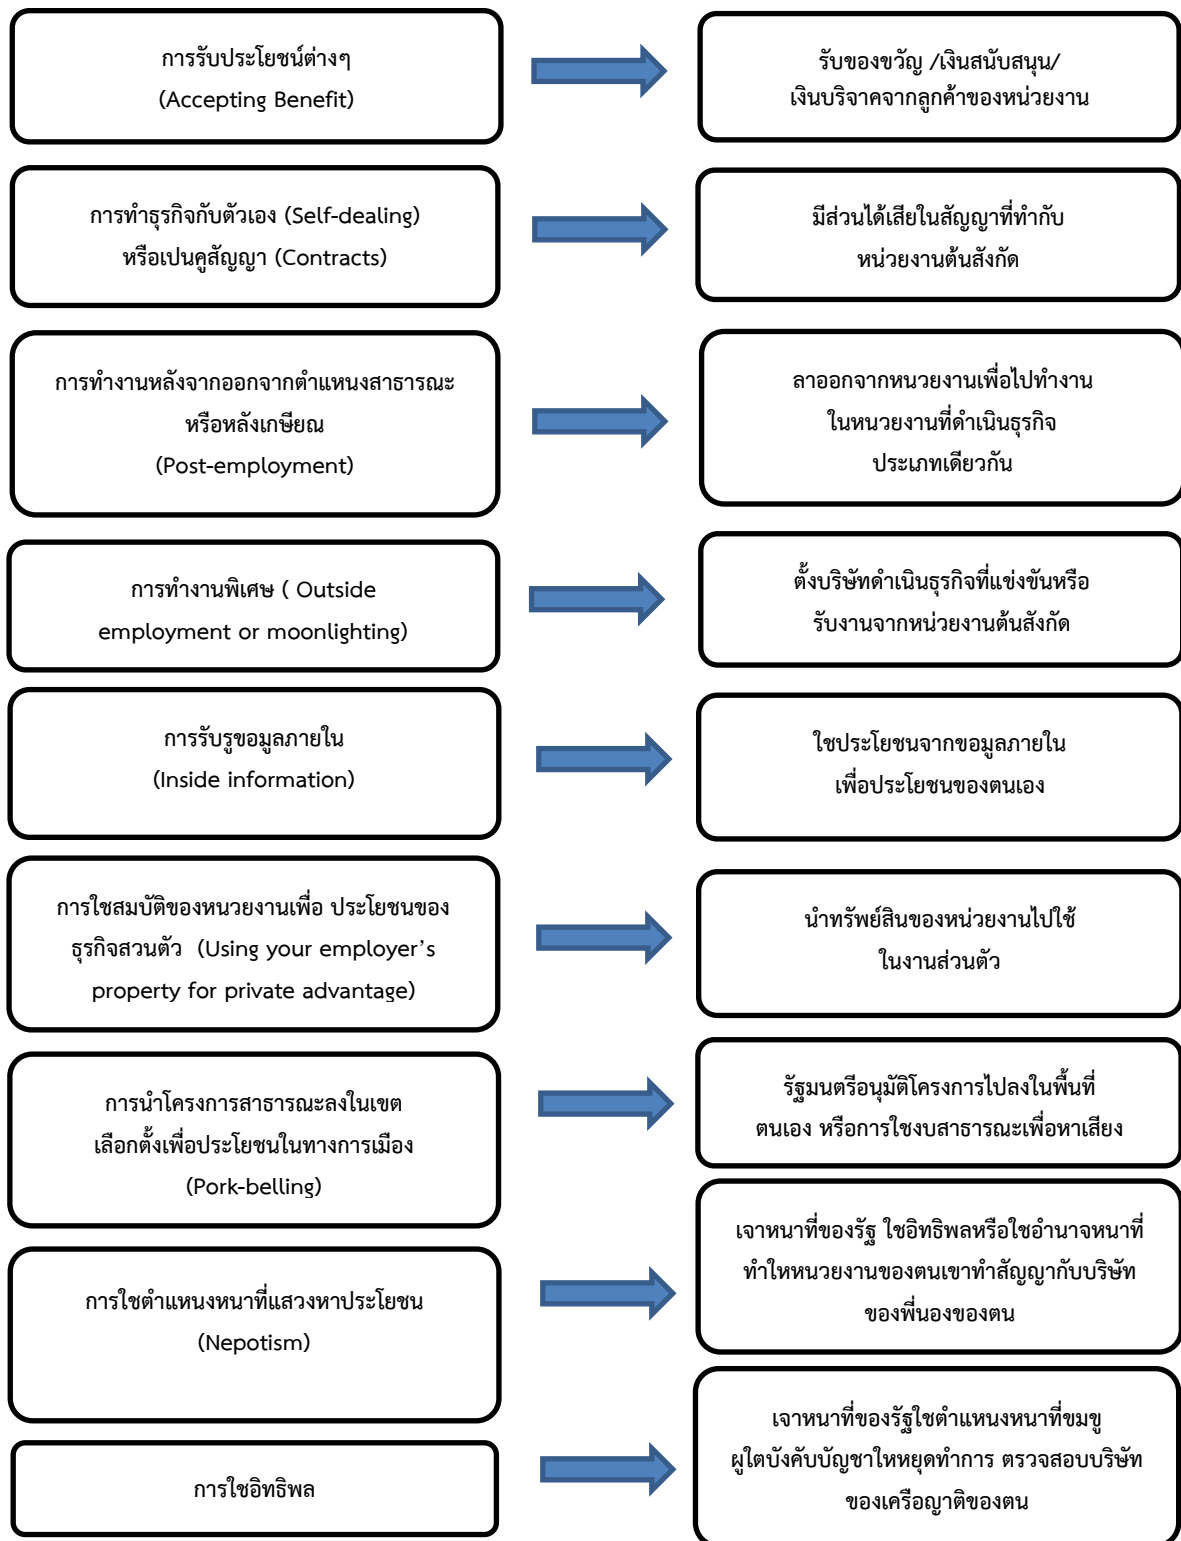 การรับประโยชน์ต่างๆ
(Accepting Benefit)
รับของขวัญ /เงินสนับสนุน/
เงินบริจาคจากลูกค้าของหน่วยงาน
การทำธุรกิจกับตัวเอง (Self-dealing)
หรือเปนคูสัญญา (Contracts)
มีส่วนได้เสียในสัญญาที่ทำกับ
หน่วยงานต้นสังกัด
การทำงานหลังจากออกจากตำแหนงสาธารณะ
หรือหลังเกษียณ
(Post-employment)
ลาออกจากหนวยงานเพื่อไปทำงาน
ในหนวยงานที่ดำเนินธุรกิจ
ประเภทเดียวกัน
การทำงานพิเศษ ( Outside
employment or moonlighting)
ตั้งบริษัทดำเนินธุรกิจที่แข่งขันหรือ
รับงานจากหน่วยงานต้นสังกัด
การรับรูขอมูลภายใน
(Inside information)
ใชประโยชนจากขอมูลภายใน
เพื่อประโยชนของตนเอง
การใชสมบัติของหนวยงานเพื่อ ประโยชนของ
ธุรกิจสวนตัว (Using your employer’s
property for private advantage)
นำทรัพย์สินของหน่วยงานไปใช้
ในงานส่วนตัว
การนำโครงการสาธารณะลงในเขต
เลือกตั้งเพื่อประโยชนในทางการเมือง
(Pork-belling)
รัฐมนตรีอนุมัติโครงการไปลงในพื้นที่
ตนเอง หรือการใชงบสาธารณะเพื่อหาเสียง
การใชตำแหนงหนาที่แสวงหาประโยชน
(Nepotism)
เจาหนาที่ของรัฐ ใชอิทธิพลหรือใชอำนาจหนาที่
ทำใหหนวยงานของตนเขาทำสัญญากับบริษัท
ของพี่นองของตน
การใชอิทธิพล
เจาหนาที่ของรัฐใชตำแหนงหนาที่ขมขู
ผูใตบังคับบัญชาใหหยุดทำการ ตรวจสอบบริษัท
ของเครือญาติของตน